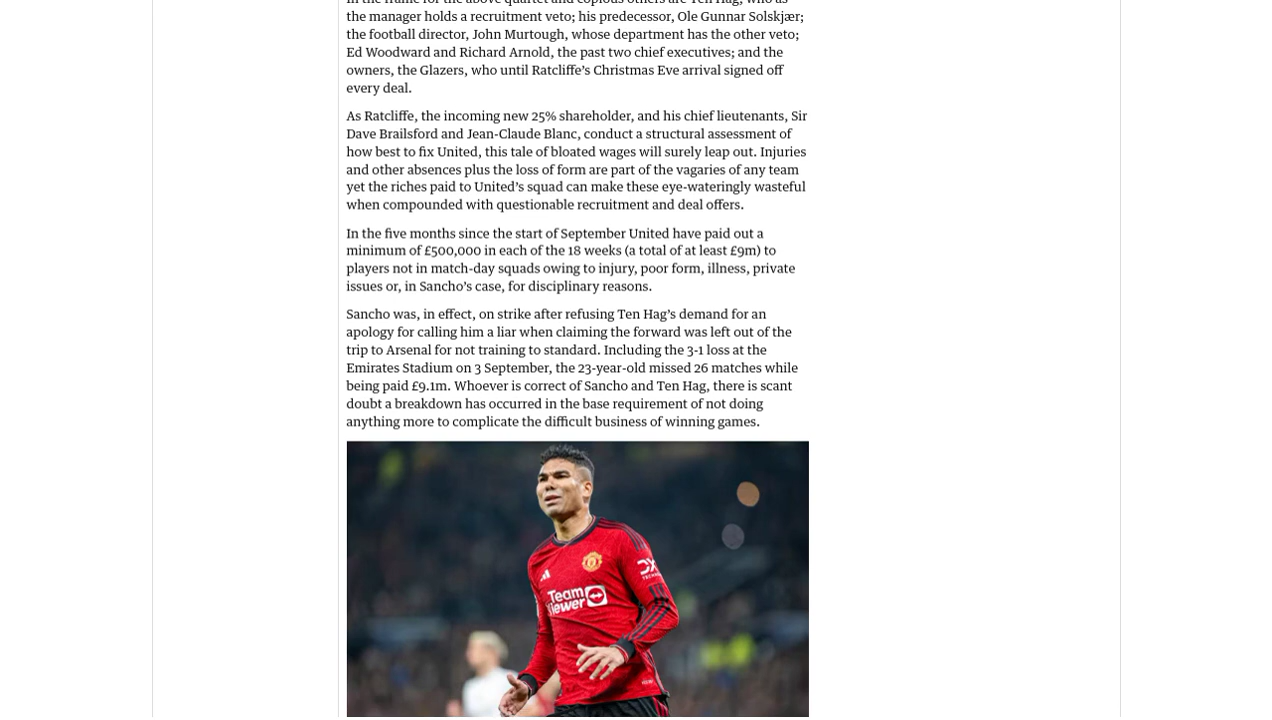 the manager holds a recruitment veto; his predecessor, Ole Gunnar Solskjær;
the football director, John Murtough, whose department has the other veto;
Ed Woodward and Richard Arnold, the past two chief executives; and the
owners, the Glazers, who until Ratcliffe’s Christmas Eve arrival signed off
every deal.
As Ratcliffe, the incoming new 25% shareholder, and his chief lieutenants, Sir
Dave Brailsford and Jean-Claude Blanc, conduct a structural assessment of
how best to fix United, this tale of bloated wages will surely leap out. Injuries
and other absences plus the loss of form are part of the vagaries of any team
yet the riches paid to United’s squad can make these eye-wateringly wasteful
when compounded with questionable recruitment and deal offers.
In the five months since the start of September United have paid out a
minimum of £500,000 in each of the 18 weeks (a total of at least £9m) to
players not in match-day squads owing to injury, poor form, illness, private
issues or, in Sancho’s case, for disciplinary reasons.
Sancho was, in effect, on strike after refusing Ten Hag’s demand for an
apology for calling him a liar when claiming the forward was left out of the
trip to Arsenal for not training to standard. Including the 3-1 loss at the
Emirates Stadium on 3 September, the 23-year-old missed 26 matches while
being paid £9.1m. Whoever is correct of Sancho and Ten Hag, there is scant
doubt a breakdown has occurred in the base requirement of not doing
anything more to complicate the difficult business of winning games.
DX
Team
Viewer